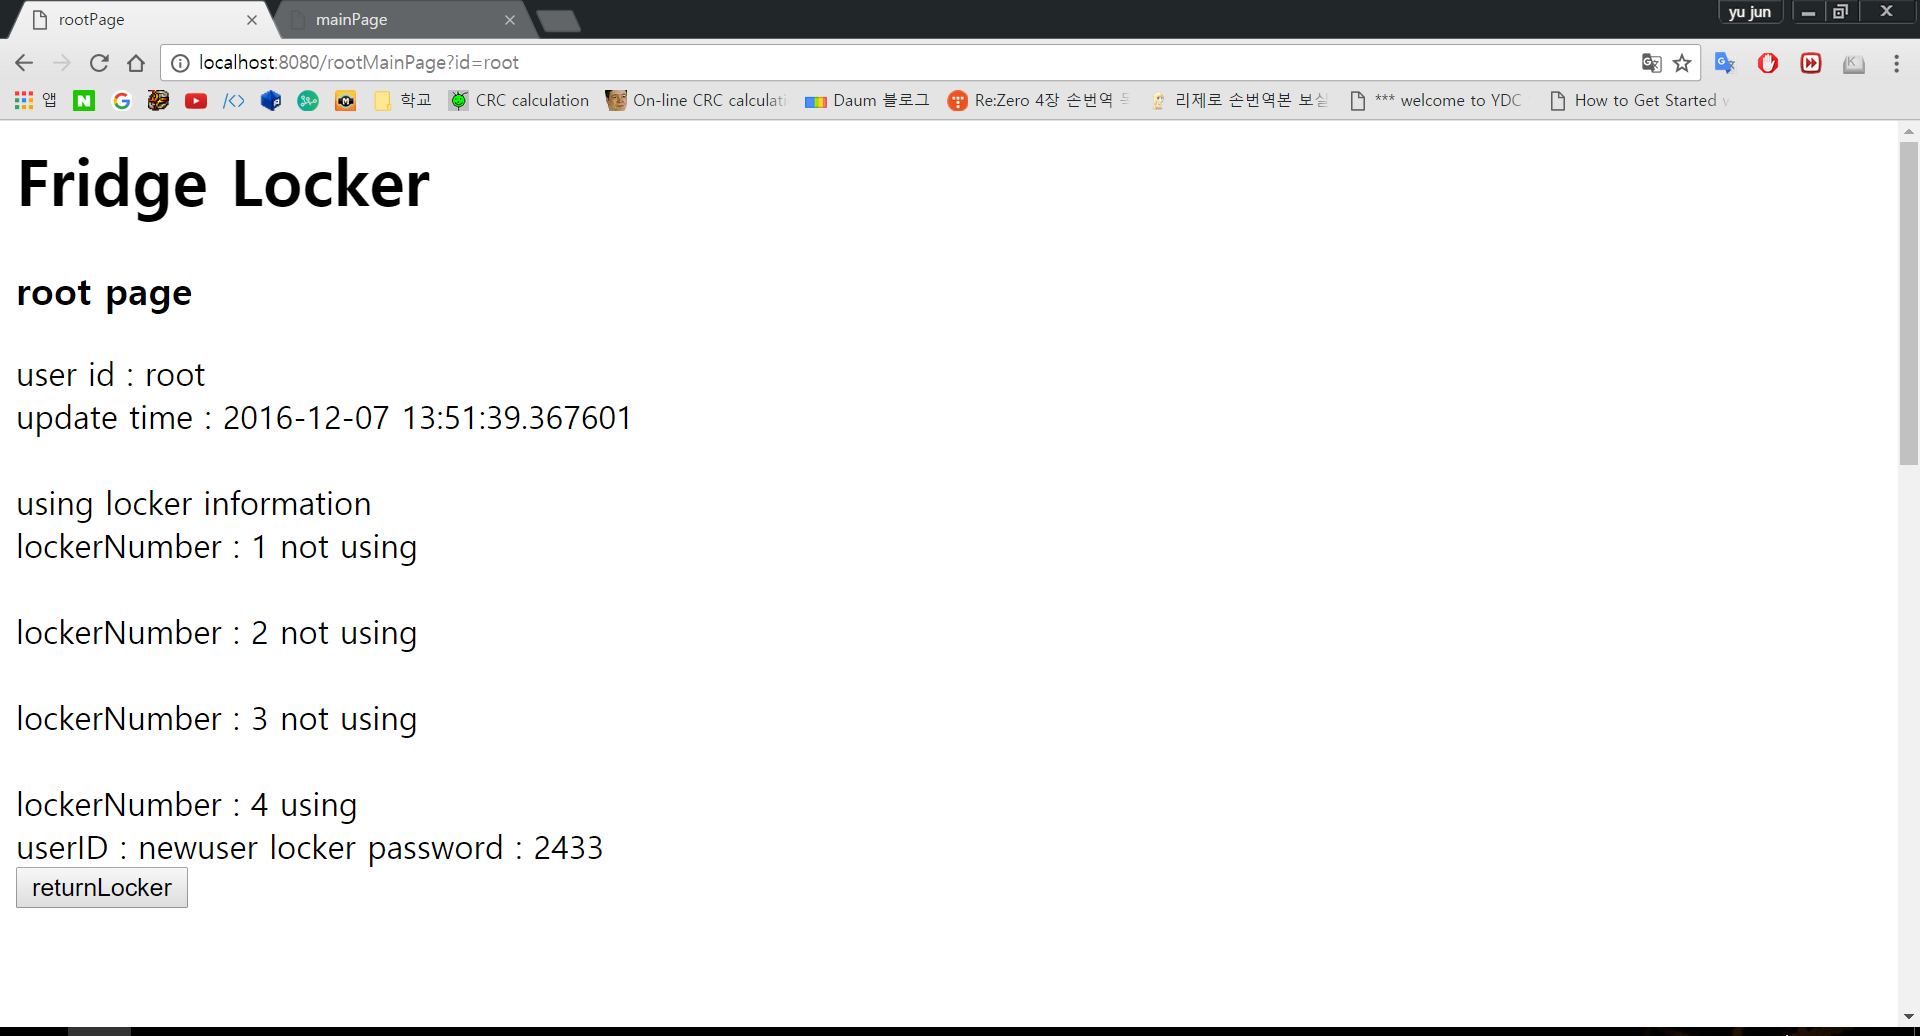 rootPage
mainPage
yu jun
localhost:8080/rootMainPage?id=root
앱
학교
CRC calculation
On-line CRC
Daum 블로그
Re:Zero 4장 손번역
리제로 손번역본 보실
*** welcome to YDC
How to Get Started
Fridge Locker
root page
user id : root
update time : 2016-12-07 13:51:39.367601
using locker information
lockerNumber : 1 not using
lockerNumber : 2 not using
lockerNumber : 3 not using
lockerNumber : 4 using
userID : newuser locker password : 2433
returnLocker